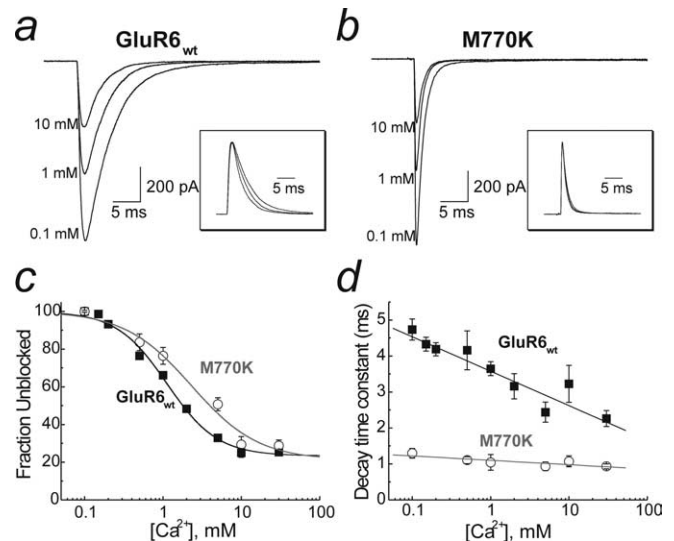 a
GluR6wt
10 mM
1 mM
0.1 mM
200 pA
5 ms
5 ms
b
M770K
10 mM
1 mM
0.1 mM
200 pA
5 ms
5 ms
c
Fraction Unblocked
100
80
60
40
20
0
M770K
GluR6wt
0.1 1 10 100
[Ca2+], mM
d
Decay time constant (ms)
5
4
3
2
1
0
GluR6wt
M770K
0.1 1 10 100
[Ca2+], mM